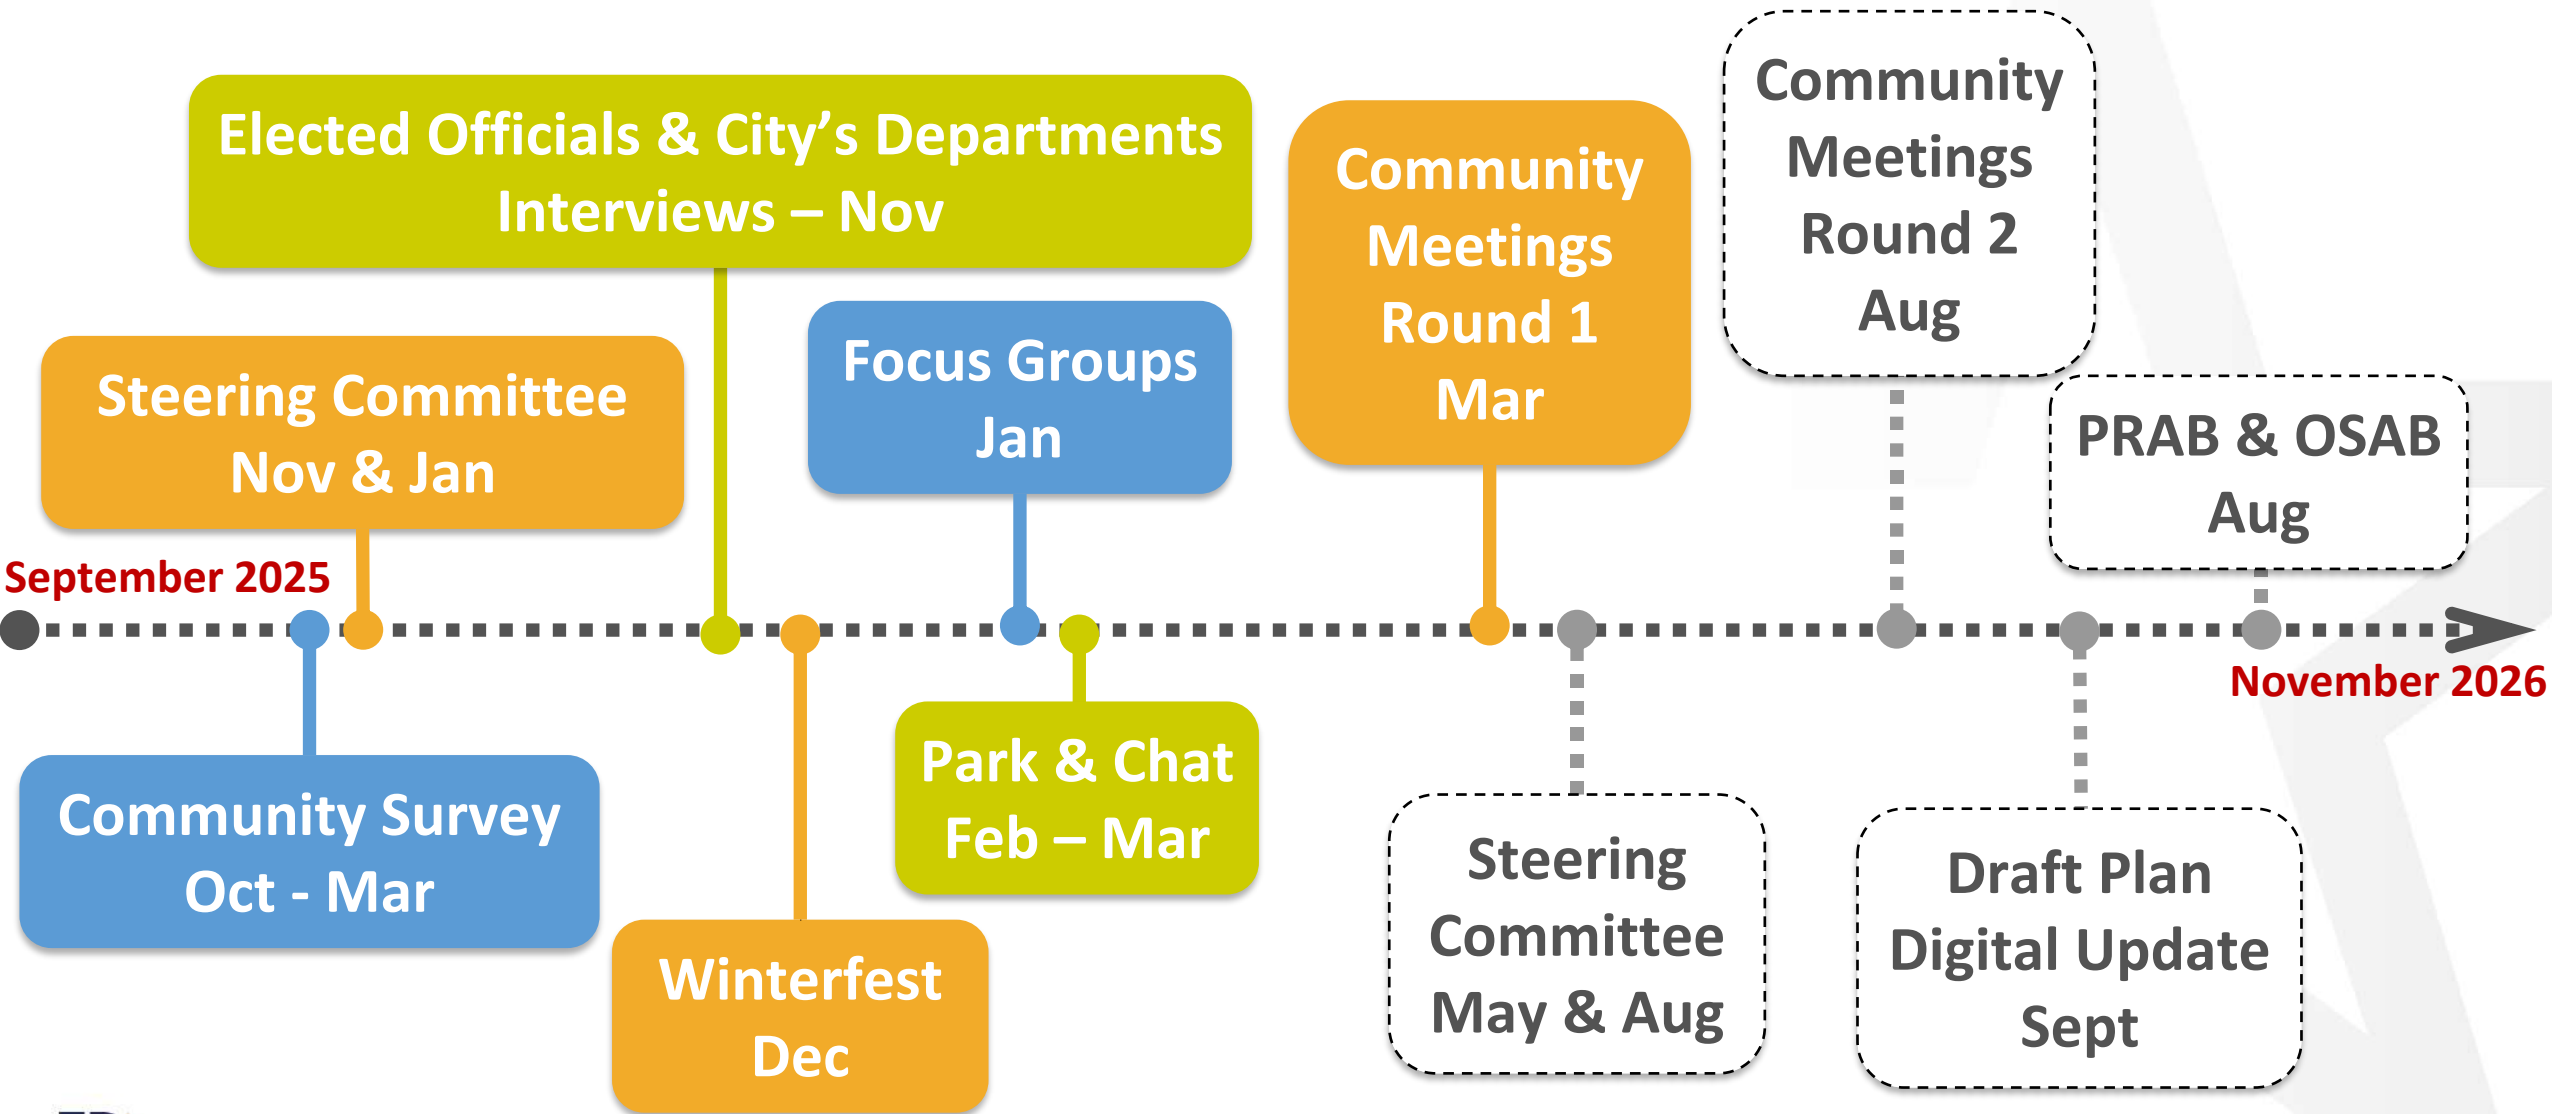 Elected Officials & City’s Departments
Interviews – Nov
Community
Meetings
Round 1
Mar
Community
Meetings
Round 2
Aug
Steering Committee
Nov & Jan
Focus Groups
Jan
PRAB & OSAB
Aug
September 2025
November 2026
Community Survey
Oct - Mar
Winterfest
Dec
Park & Chat
Feb – Mar
Steering
Committee
May & Aug
Draft Plan
Digital Update
Sept